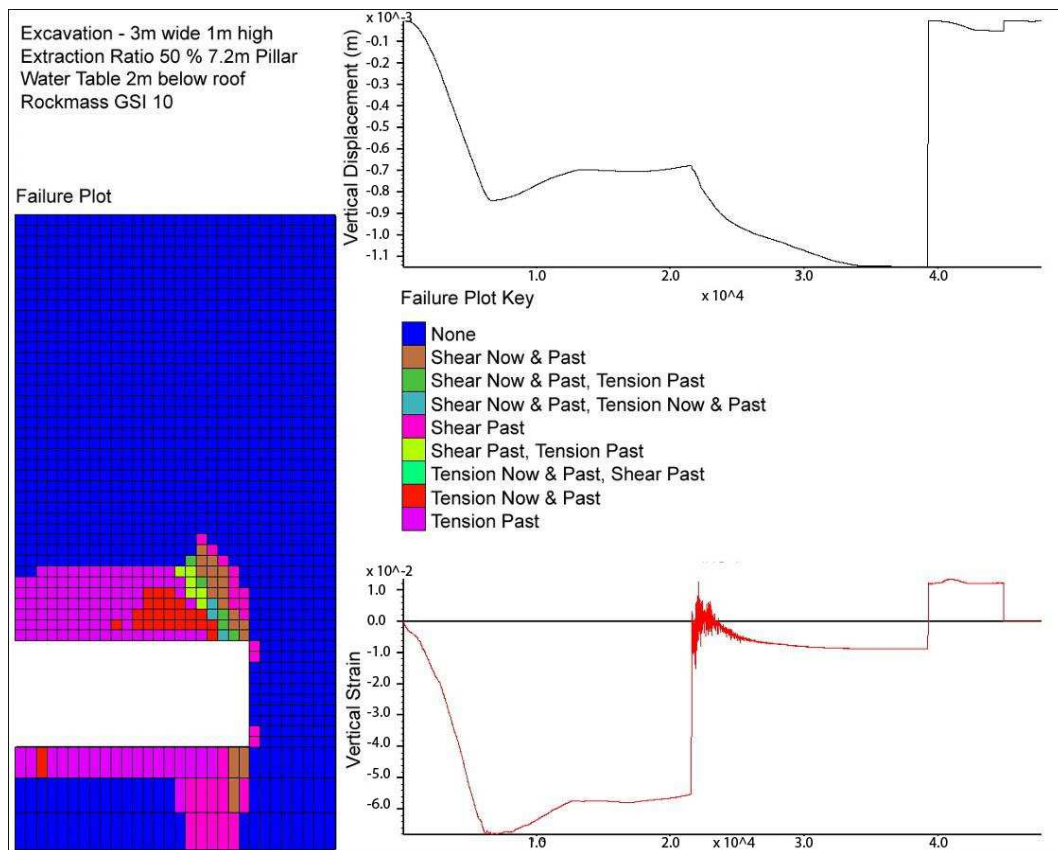 Excavation - 3m wide 1m high
Extraction Ratio 50 % 7.2m Pillar
Water Table 2m below roof
Rockmass GSI 10
Failure Plot
x 10^-3
Vertical Displacement (m)
-0.1
-0.2
-0.3
-0.4
-0.5
-0.6
-0.7
-0.8
-0.9
-1.0
-1.1
1.0
2.0
3.0
4.0
x 10^4
Failure Plot Key
None
Shear Now & Past
Shear Now & Past, Tension Past
Shear Now & Past, Tension Now & Past
Shear Past
Shear Past, Tension Past
Tension Now & Past, Shear Past
Tension Now & Past
Tension Past
x 10^-2
Vertical Strain
1.0
0.0
-1.0
-2.0
-3.0
-4.0
-5.0
-6.0
1.0
2.0
x 10^4
3.0
4.0